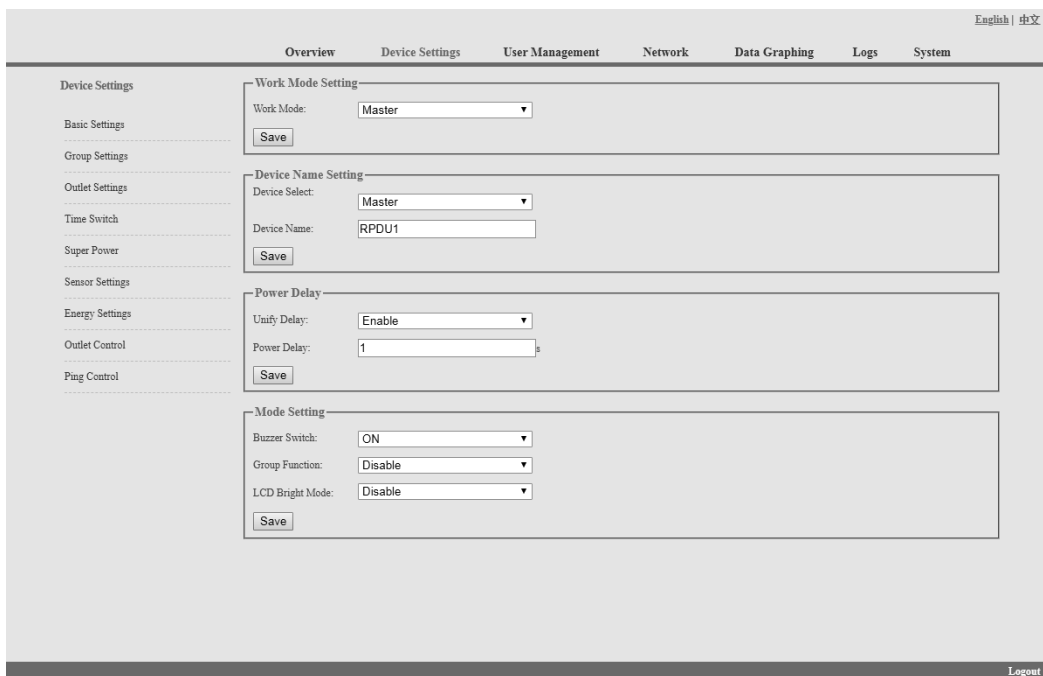 English | 中文
Overview Device Settings User Management Network Data Graphing Logs System
Device Settings
Basic Settings
Group Settings
Outlet Settings
Time Switch
Super Power
Sensor Settings
Energy Settings
Outlet Control
Ping Control
Work Mode Setting
Work Mode: Master
Save
Device Name Setting
Device Select: Master
Device Name: RPDU1
Save
Power Delay
Unify Delay: Enable
Power Delay: 1 s
Save
Mode Setting
Buzzer Switch: ON
Group Function: Disable
LCD Bright Mode: Disable
Save
Logout